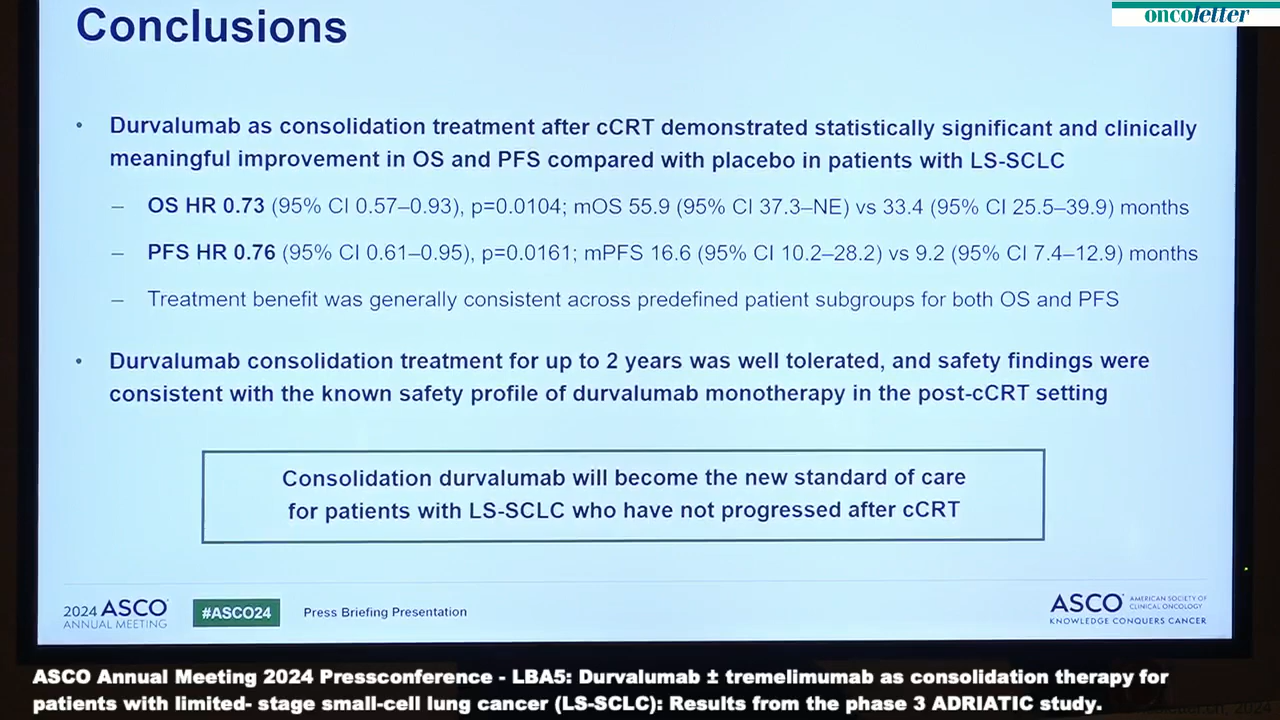 oncoletter
Conclusions
• Durvalumab as consolidation treatment after cCRT demonstrated statistically significant and clinically
meaningful improvement in OS and PFS compared with placebo in patients with LS-SCLC
– OS HR 0.73 (95% CI 0.57–0.93), p=0.0104; mOS 55.9 (95% CI 37.3–NE) vs 33.4 (95% CI 25.5–39.9) months
– PFS HR 0.76 (95% CI 0.61–0.95), p=0.0161; mPFS 16.6 (95% CI 10.2–28.2) vs 9.2 (95% CI 7.4–12.9) months
– Treatment benefit was generally consistent across predefined patient subgroups for both OS and PFS
• Durvalumab consolidation treatment for up to 2 years was well tolerated, and safety findings were
consistent with the known safety profile of durvalumab monotherapy in the post-cCRT setting
Consolidation durvalumab will become the new standard of care
for patients with LS-SCLC who have not progressed after cCRT
2024 ASCO
ANNUAL MEETING
#ASCO24
Press Briefing Presentation
ASCO AMERICAN SOCIETY OF
CLINICAL ONCOLOGY
KNOWLEDGE CONQUERS CANCER
ASCO Annual Meeting 2024 Pressconference - LBA5: Durvalumab ± tremelimumab as consolidation therapy for
patients with limited- stage small-cell lung cancer (LS-SCLC): Results from the phase 3 ADRIATIC study.